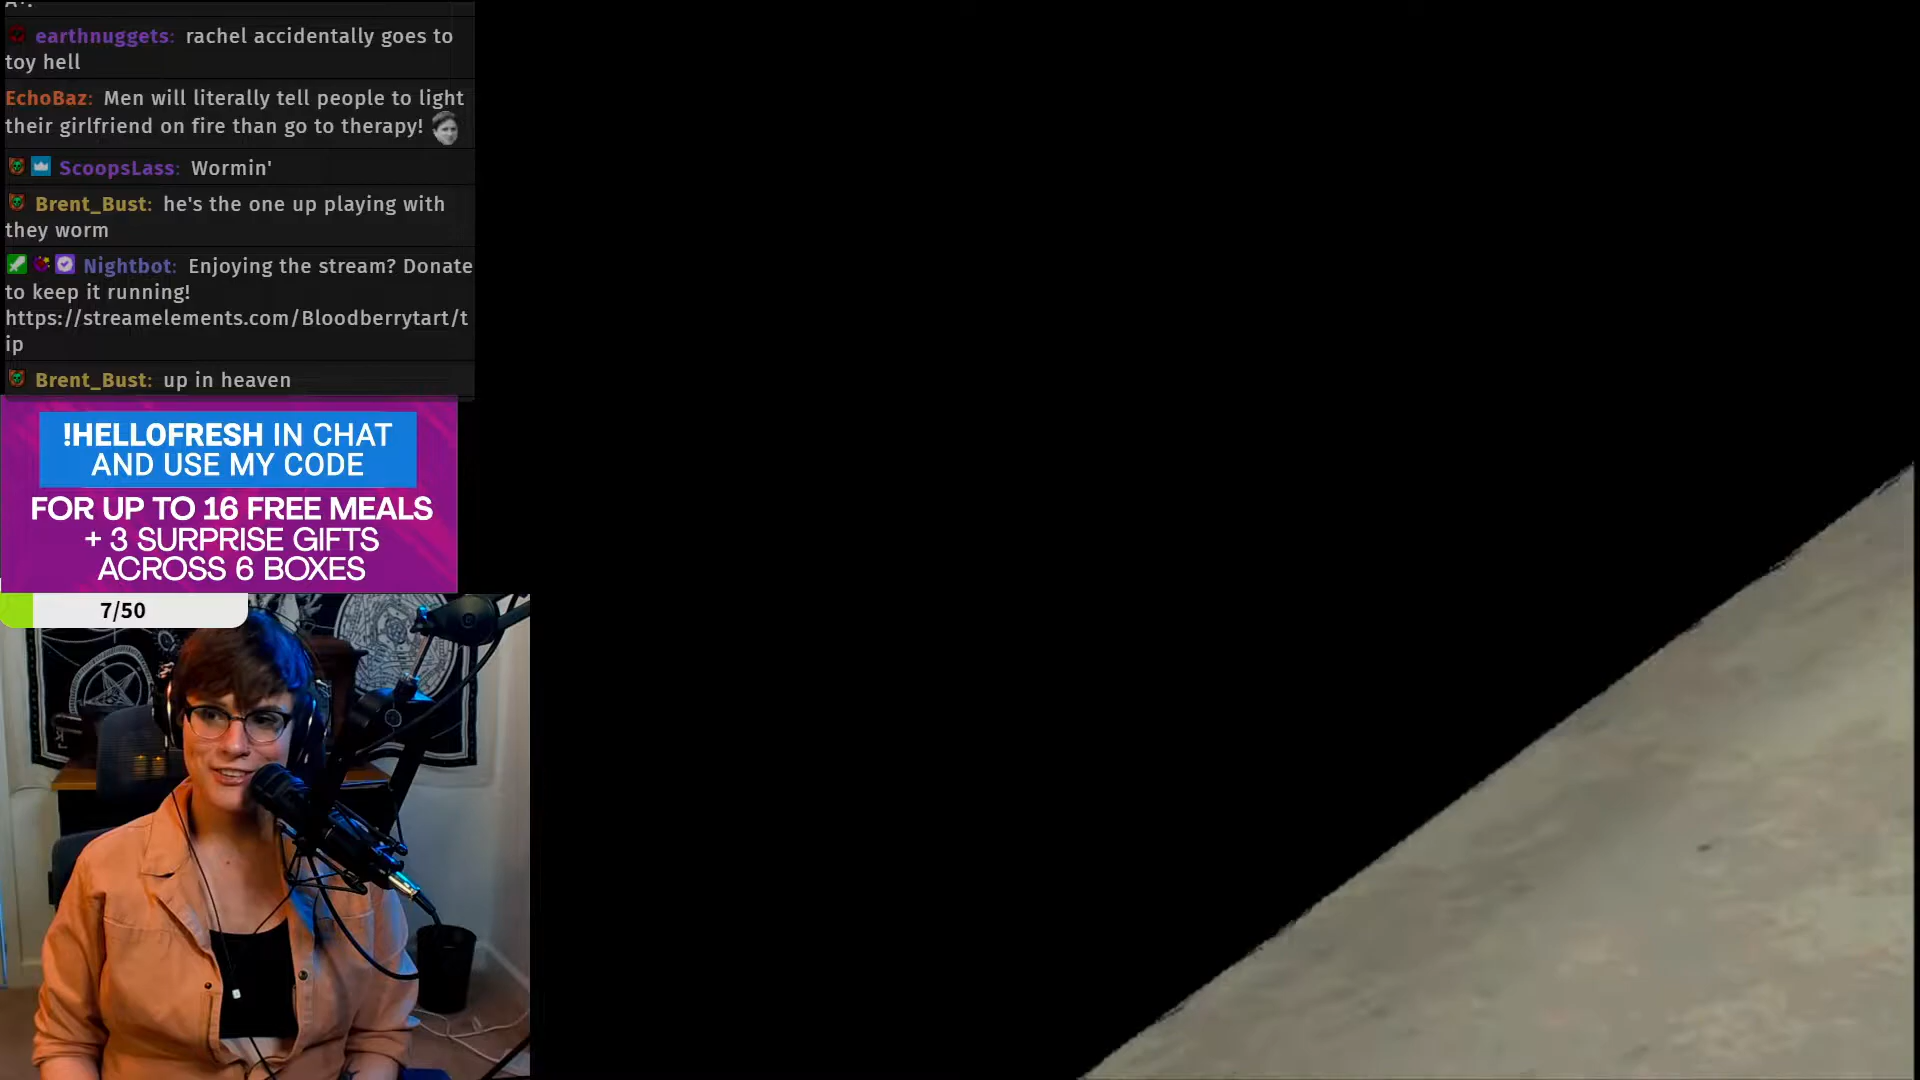 earthnuggets: rachel accidentally goes to
toy hell
EchoBaz: Men will literally tell people to light
their girlfriend on fire than go to therapy!
ScoopsLass: Wormin'
Brent_Bust: he's the one up playing with
they worm
Nightbot: Enjoying the stream? Donate
to keep it running!
https://streamelements.com/Bloodberrytart/t
ip
Brent_Bust: up in heaven
!HELLOFRESH IN CHAT
AND USE MY CODE
FOR UP TO 16 FREE MEALS
+ 3 SURPRISE GIFTS
ACROSS 6 BOXES
7/50